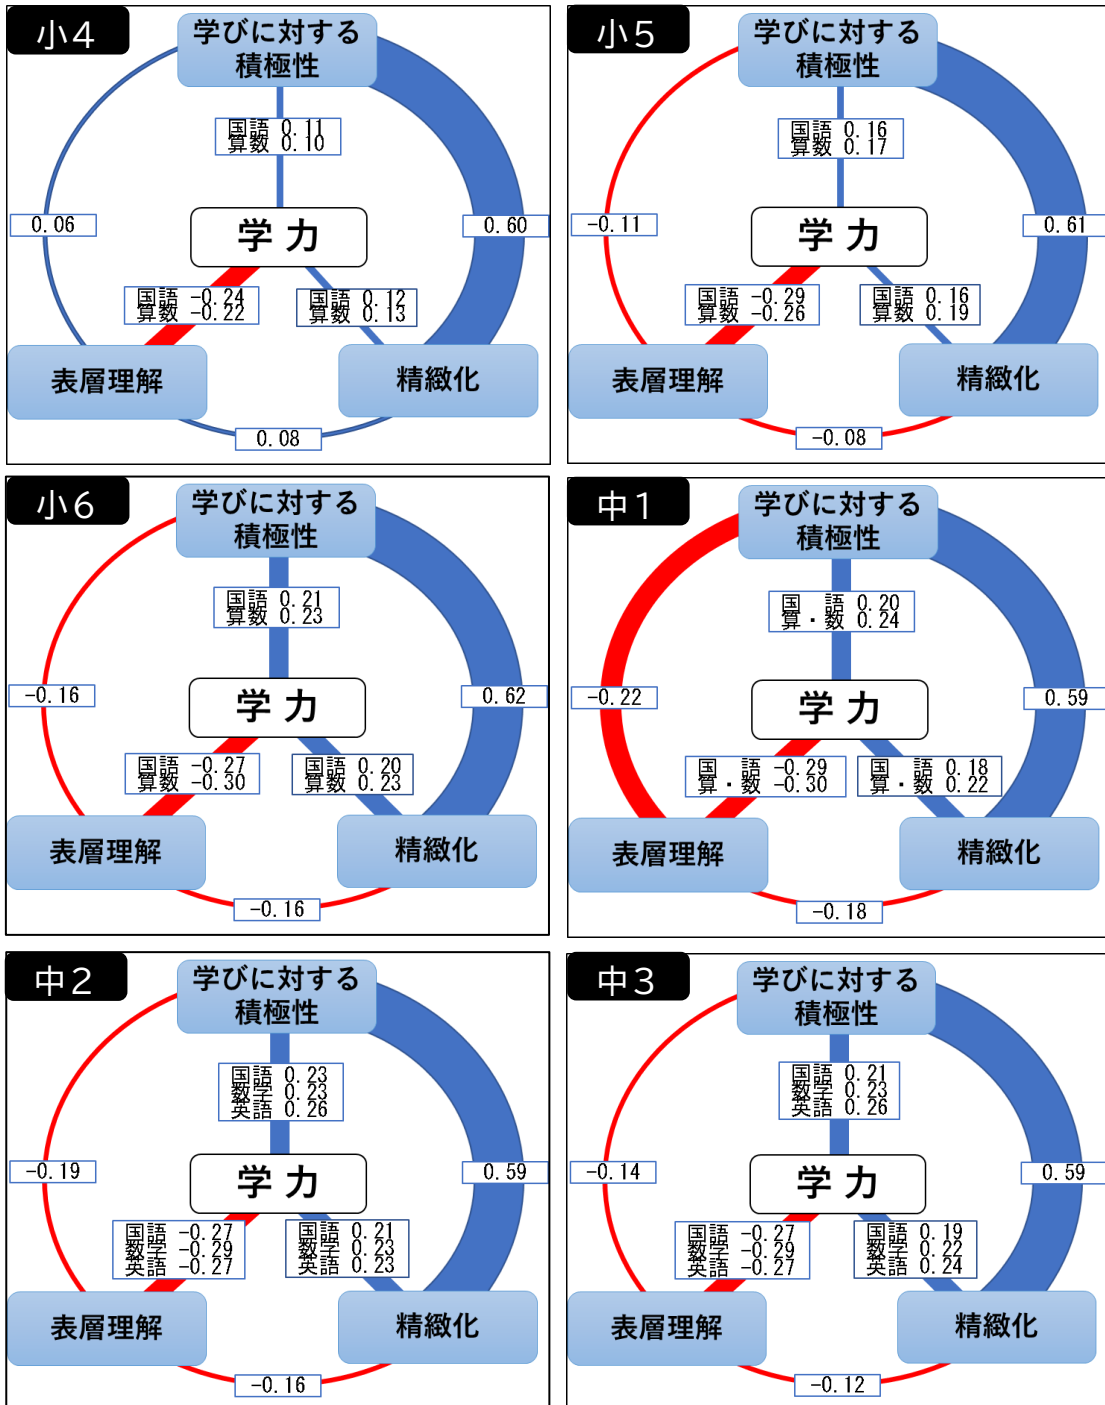 小4
学びに対する
積極性
国語 0.11
算数 0.10
0.06
学 力
0.60
国語 -0.24
算数 -0.22
国語 0.12
算数 0.13
表層理解
精緻化
0.08
小5
学びに対する
積極性
国語 0.16
算数 0.17
-0.11
学 力
0.61
国語 -0.29
算数 -0.26
国語 0.16
算数 0.19
表層理解
精緻化
-0.08
小6
学びに対する
積極性
国語 0.21
算数 0.23
-0.16
学 力
0.62
国語 -0.27
算数 -0.30
国語 0.20
算数 0.23
表層理解
精緻化
-0.16
中1
学びに対する
積極性
国　語 0.20
算・数 0.24
-0.22
学 力
0.59
国　語 -0.29
算・数 -0.30
国　語 0.18
算・数 0.22
表層理解
精緻化
-0.18
中2
学びに対する
積極性
国語 0.23
数学 0.23
英語 0.26
-0.19
学 力
0.59
国語 -0.27
数学 -0.29
英語 -0.27
国語 0.21
数学 0.23
英語 0.23
表層理解
精緻化
-0.16
中3
学びに対する
積極性
国語 0.21
数学 0.23
英語 0.26
-0.14
学 力
0.59
国語 -0.27
数学 -0.29
英語 -0.27
国語 0.19
数学 0.22
英語 0.24
表層理解
精緻化
-0.12